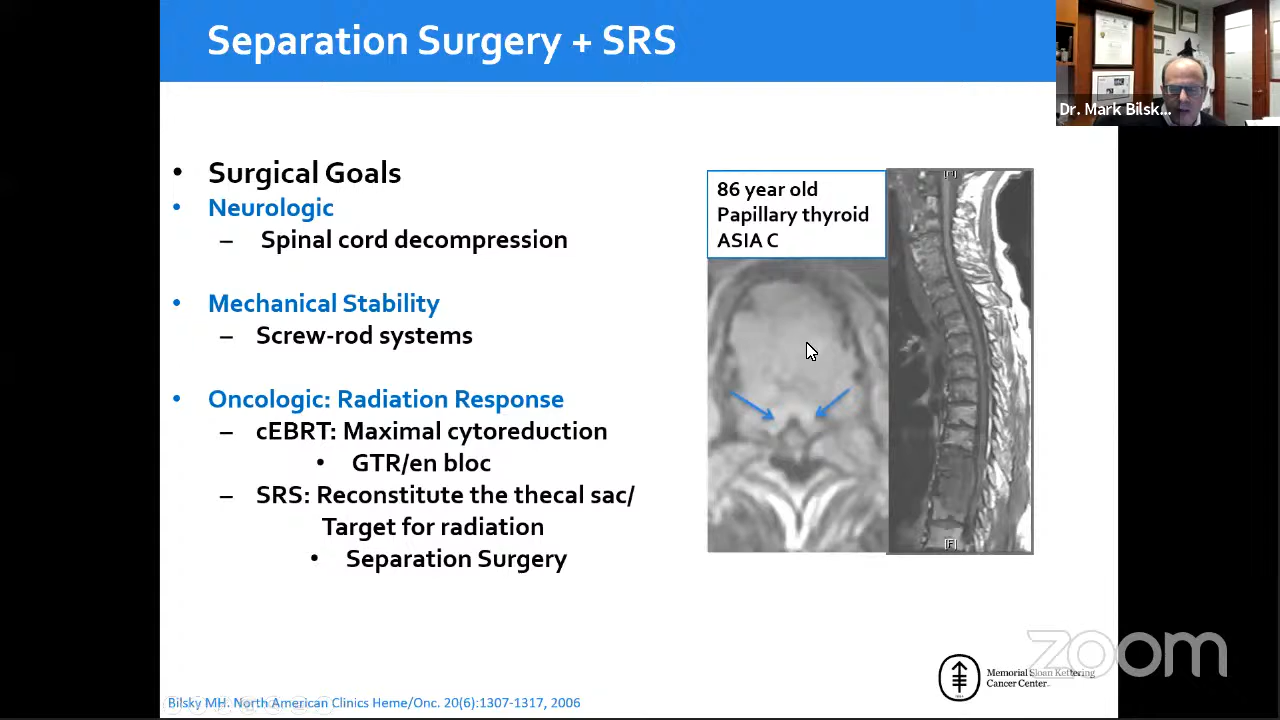 Separation Surgery + SRS
Dr. Mark Bilsk...
• Surgical Goals
• Neurologic
– Spinal cord decompression
• Mechanical Stability
– Screw-rod systems
• Oncologic: Radiation Response
– cEBRT: Maximal cytoreduction
• GTR/en bloc
– SRS: Reconstitute the thecal sac/
Target for radiation
• Separation Surgery
86 year old
Papillary thyroid
ASIA C
[F]
zoom
Memorial Sloan Kettering
Cancer Center
Bilsky MH. North American Clinics Heme/Onc. 20(6):1307-1317, 2006